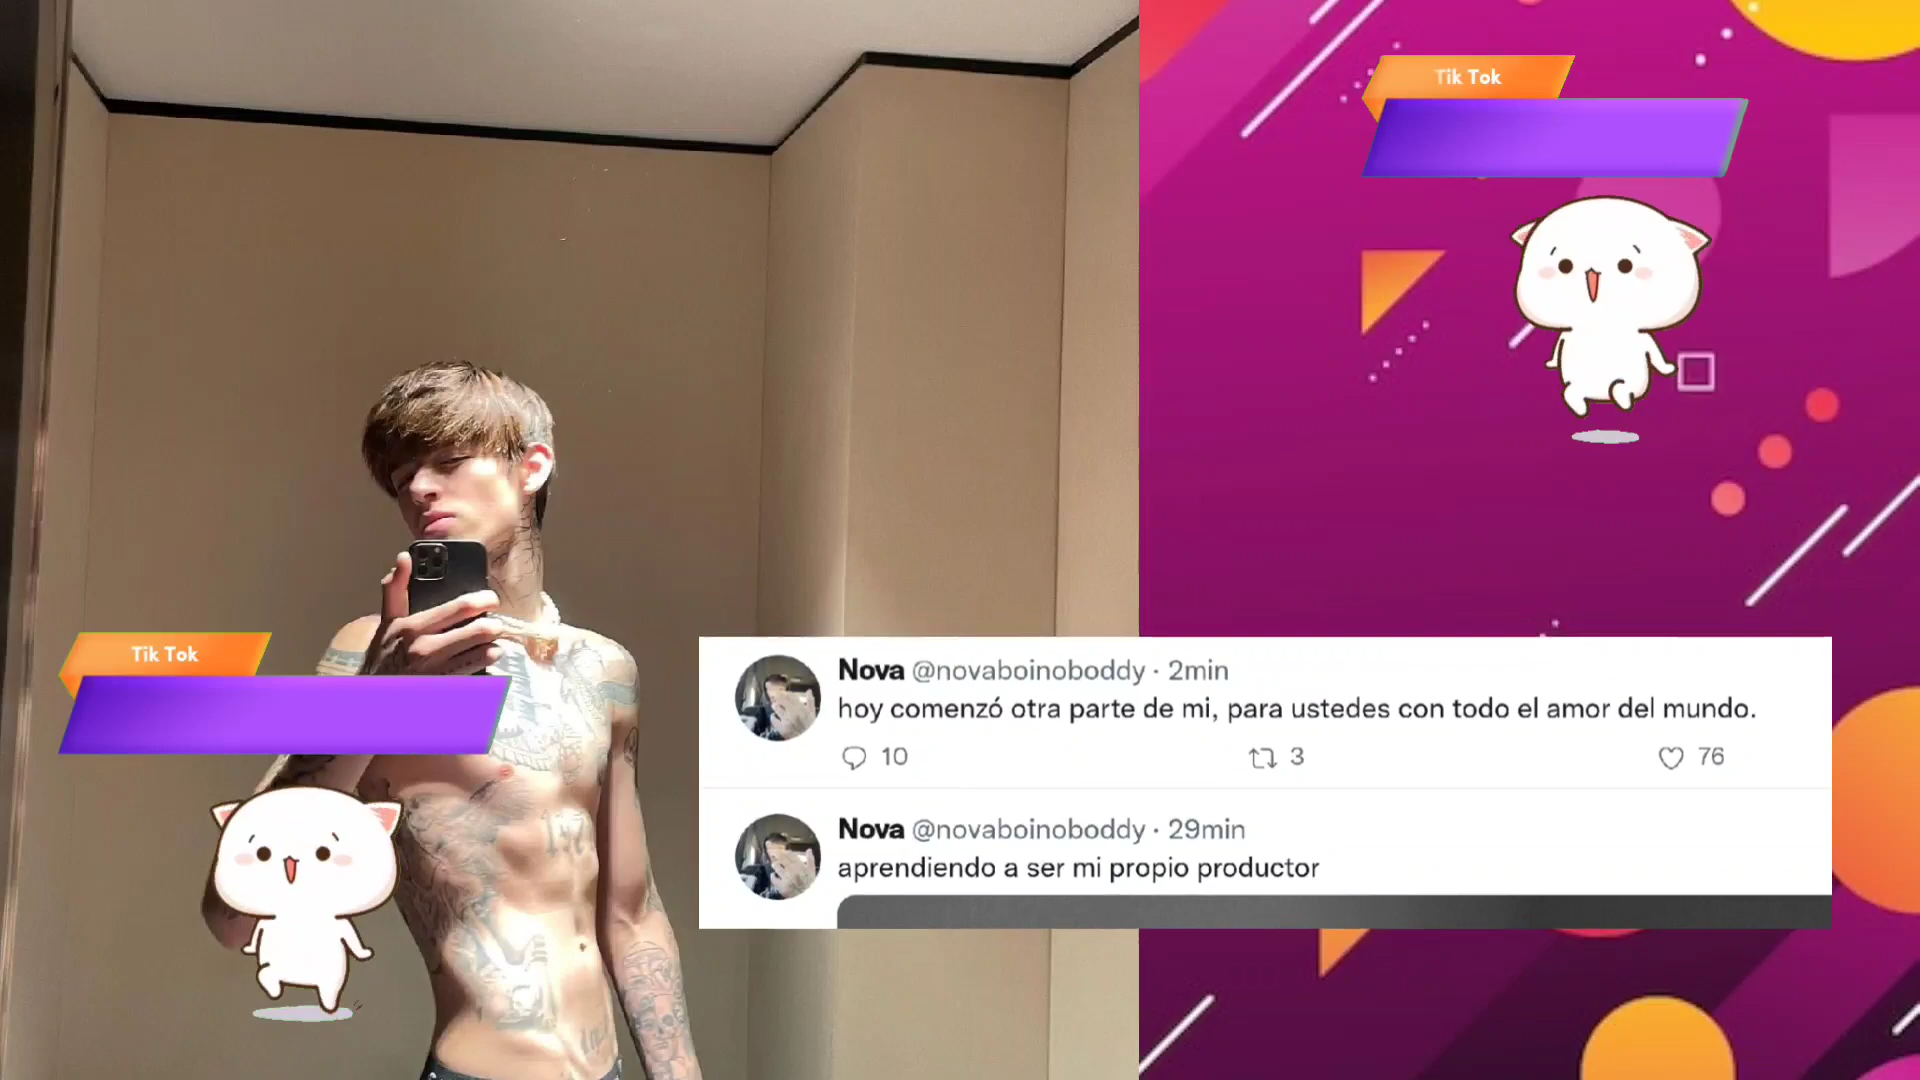 Tik Tok
Tik Tok
Nova @novaboinoboddy · 2min
hoy comenzó otra parte de mi, para ustedes con todo el amor del mundo.
10 3 76
Nova @novaboinoboddy · 29min
aprendiendo a ser mi propio productor